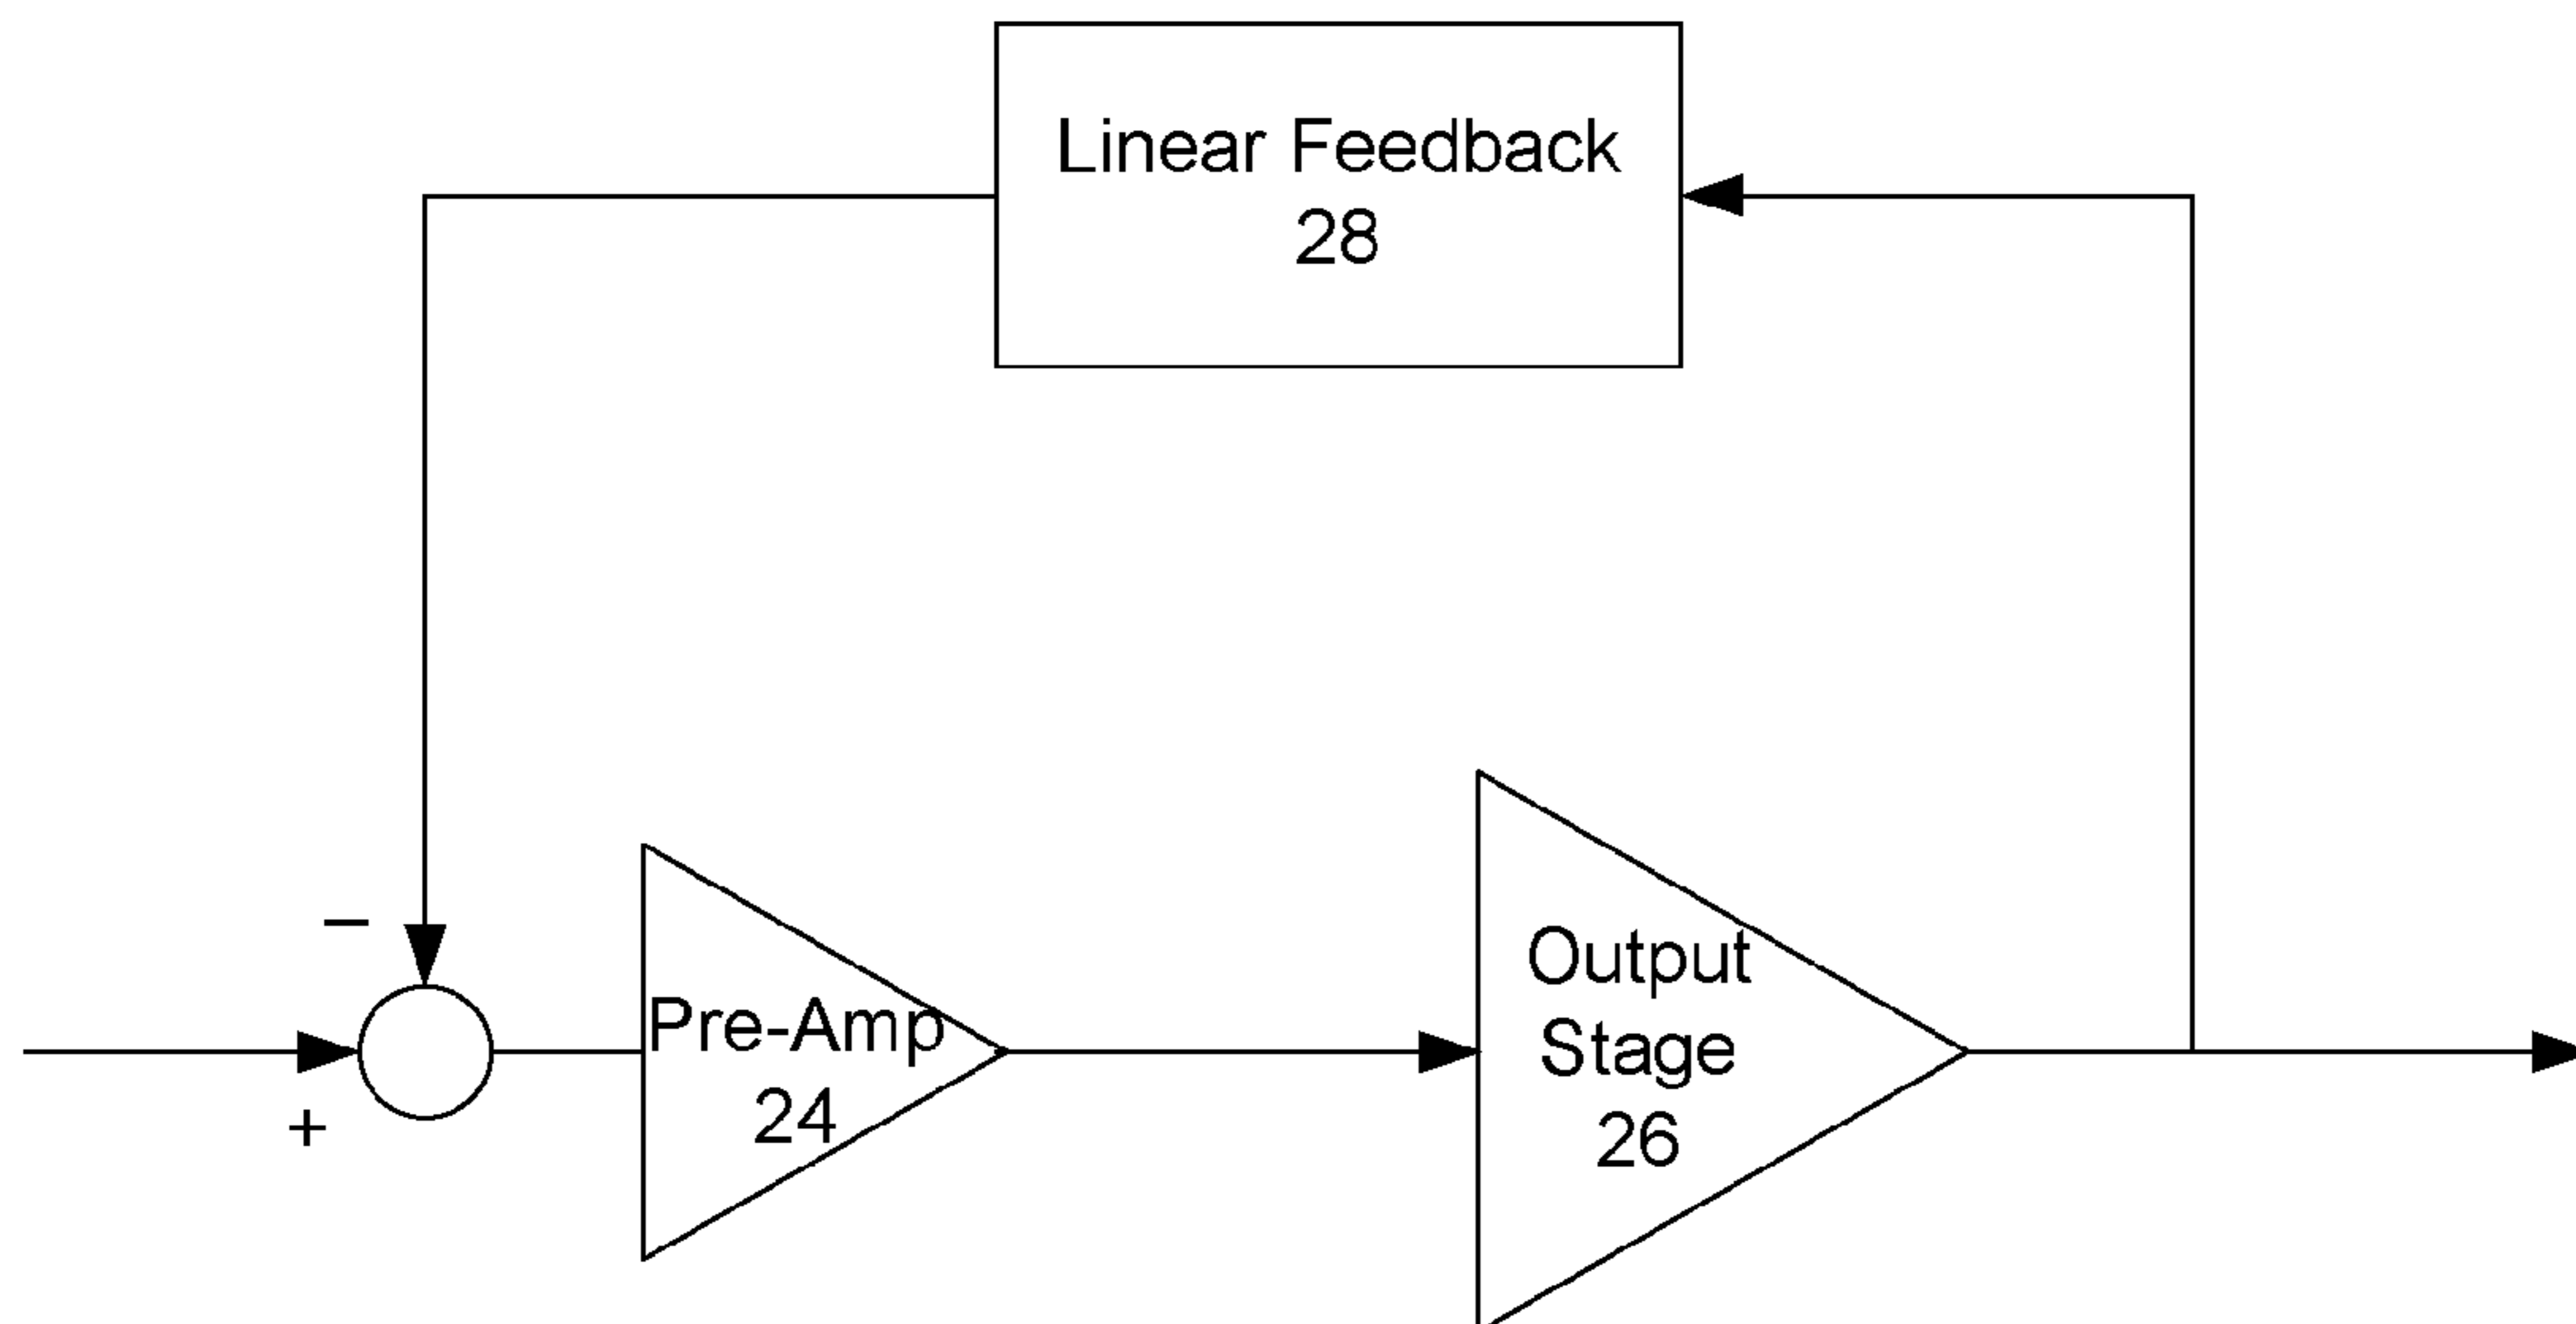 Linear Feedback
28
−
+
Pre-Amp
24
Output
Stage
26